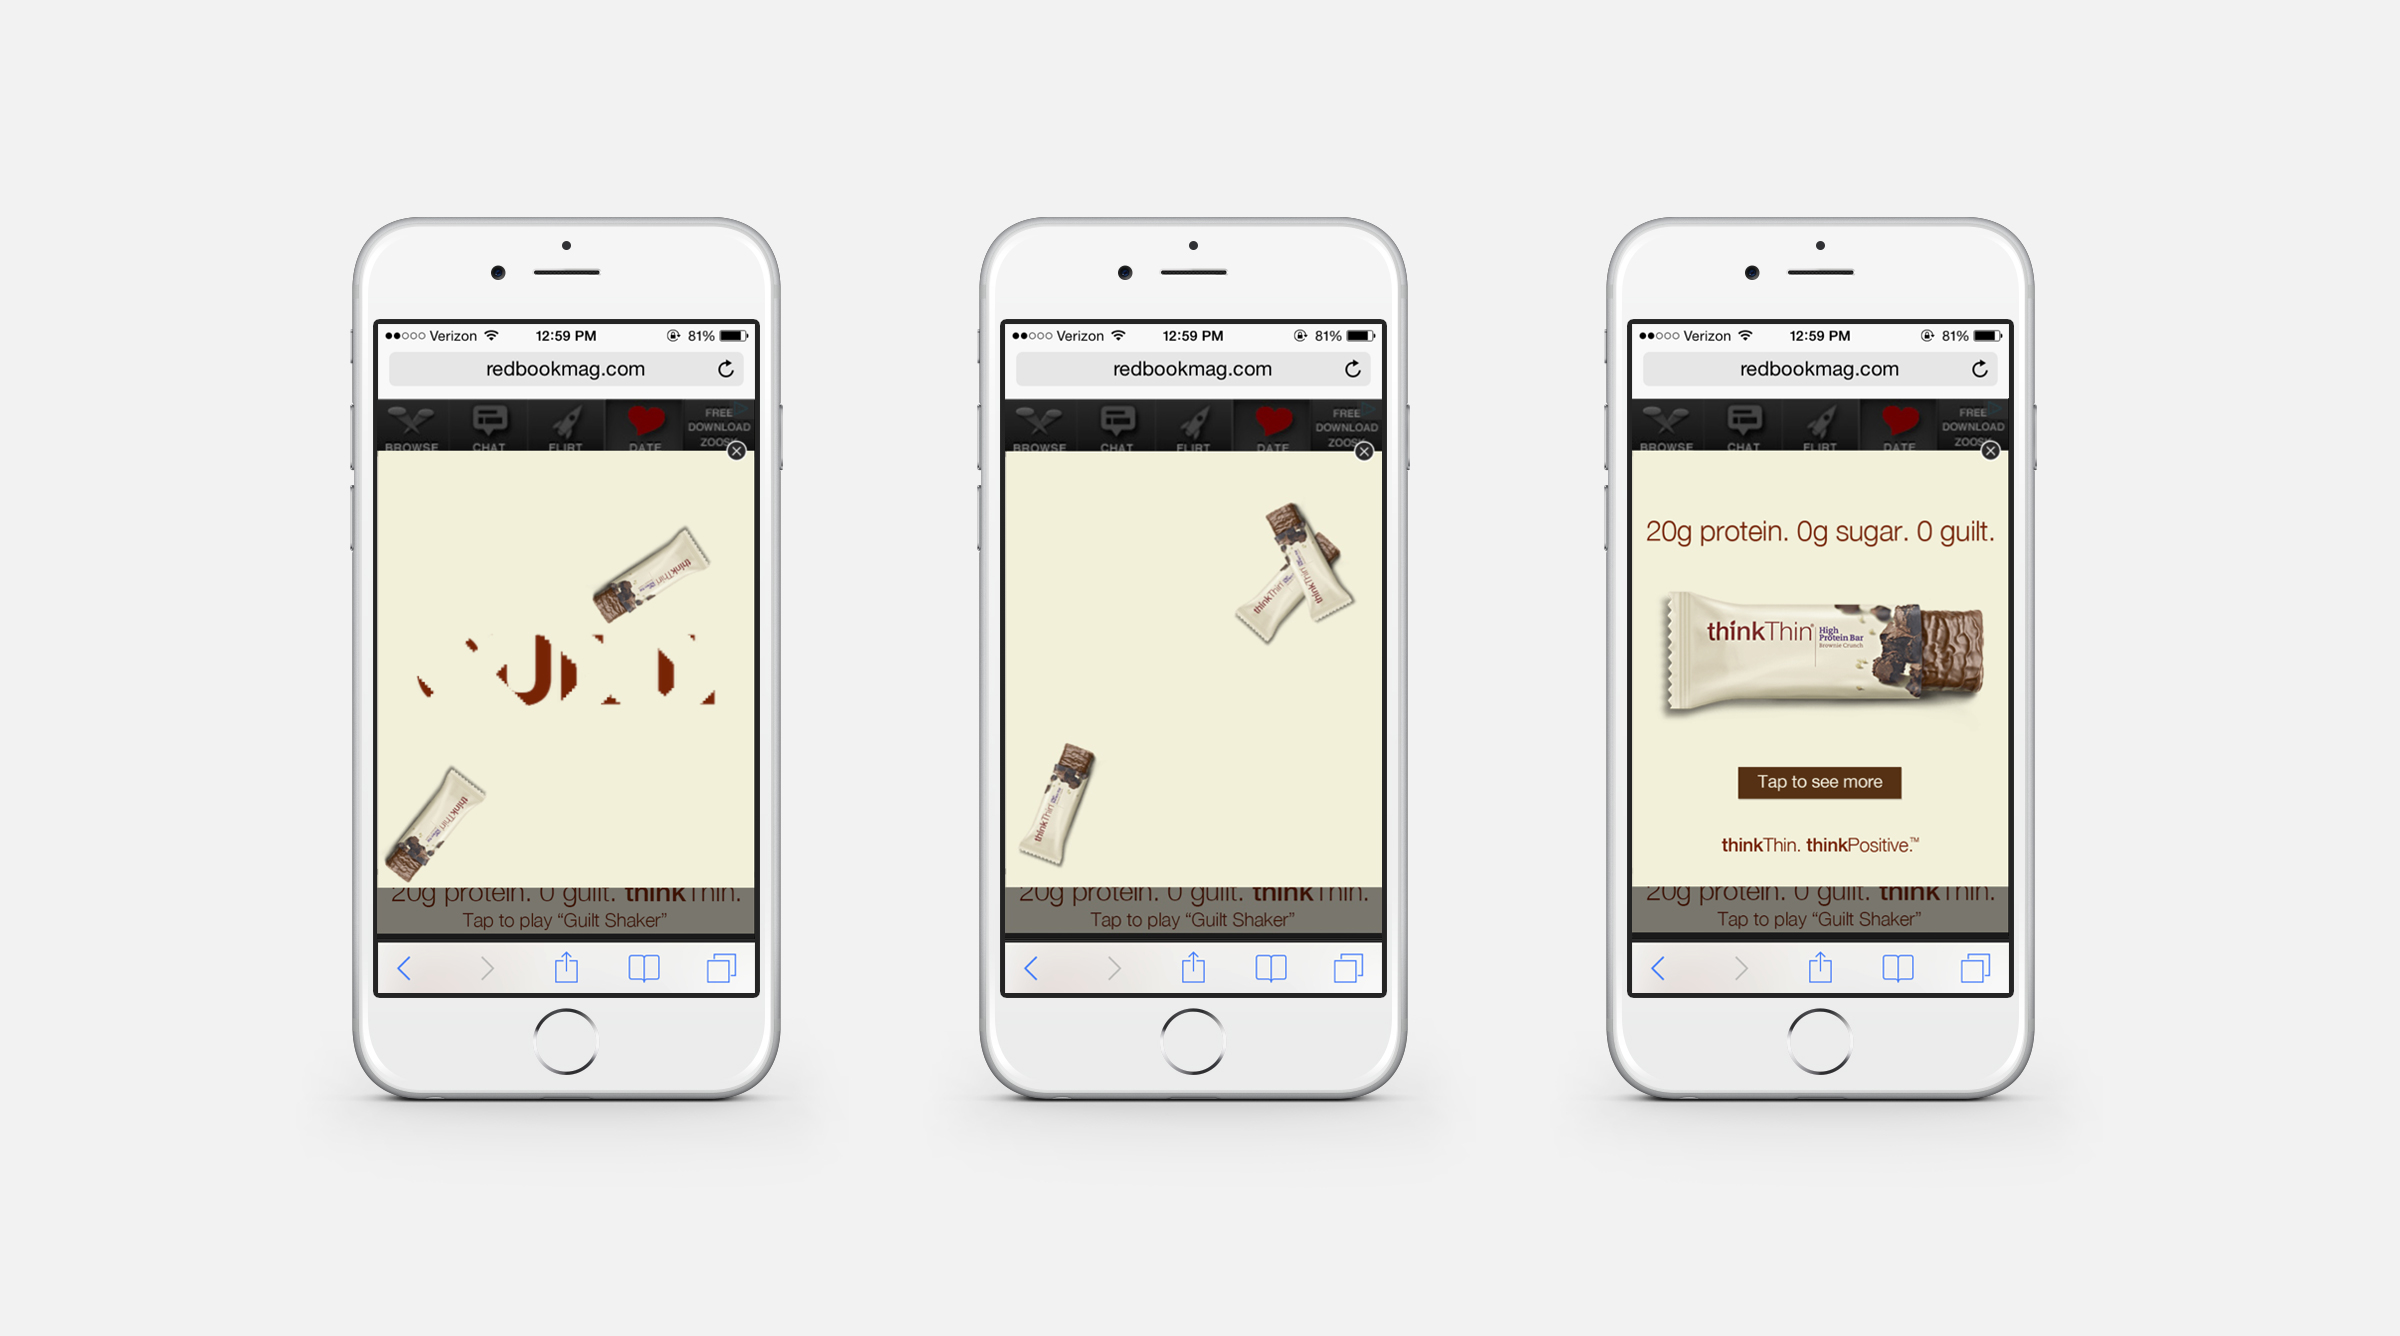 Verizon 12:59 PM 81%
redbookmag.com
BROWSE CHAT FLIRT DATE FREE DOWNLOAD ZOOSK
thinkThin
thinkThin
20g protein. 0 guilt. thinkThin.
Tap to play “Guilt Shaker”
Verizon 12:59 PM 81%
redbookmag.com
BROWSE CHAT FLIRT DATE FREE DOWNLOAD ZOOSK
thinkThin
thinkThin
thinkThin
20g protein. 0 guilt. thinkThin.
Tap to play “Guilt Shaker”
Verizon 12:59 PM 81%
redbookmag.com
BROWSE CHAT FLIRT DATE FREE DOWNLOAD ZOOSK
20g protein. 0g sugar. 0 guilt.
thinkThin®
High
Protein Bar
Brownie Crunch
Tap to see more
thinkThin. thinkPositive.™
20g protein. 0 guilt. thinkThin.
Tap to play “Guilt Shaker”